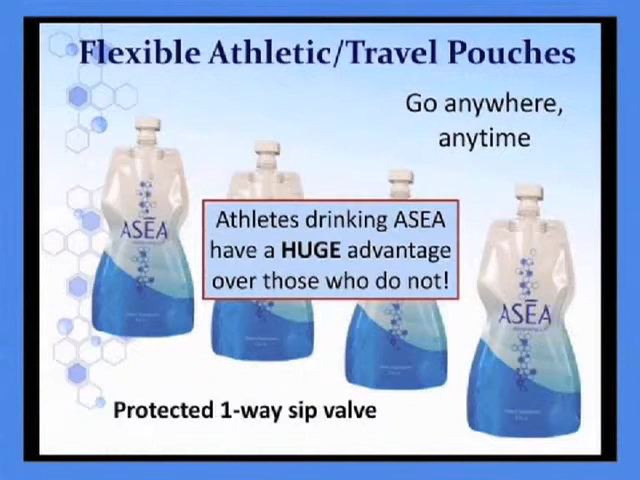 Flexible Athletic/Travel Pouches
Go anywhere,
anytime
Athletes drinking ASEA
have a HUGE advantage
over those who do not!
ASEA
ASEA
Protected 1-way sip valve